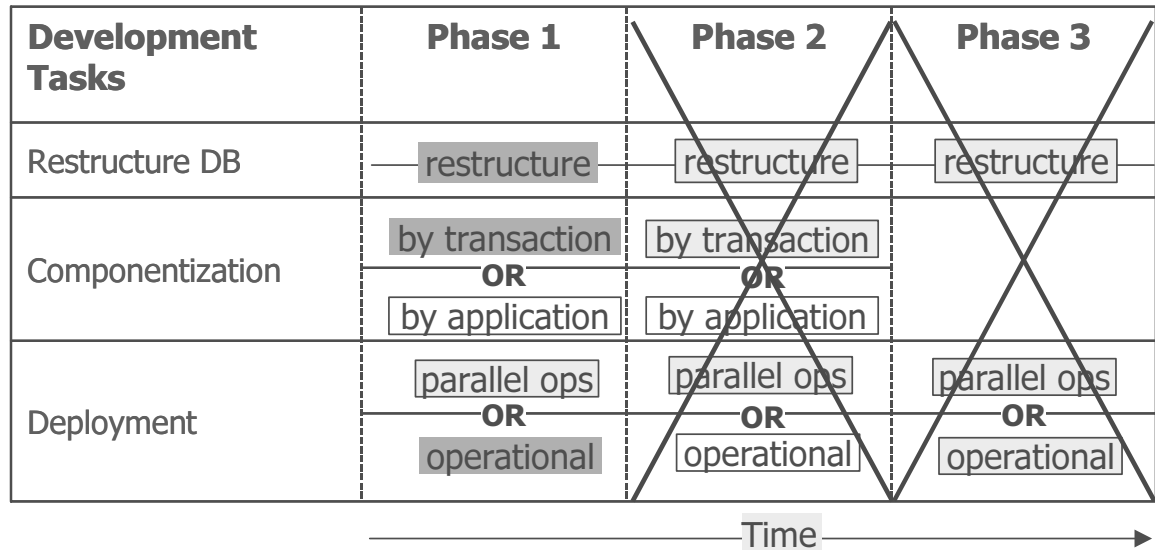 Development Tasks Phase 1 Phase 2 Phase 3
Restructure DB restructure restructure restructure
by transaction by transaction
Componentization OR OR
by application by application
parallel ops parallel ops parallel ops
Deployment OR OR OR
operational operational operational
Time